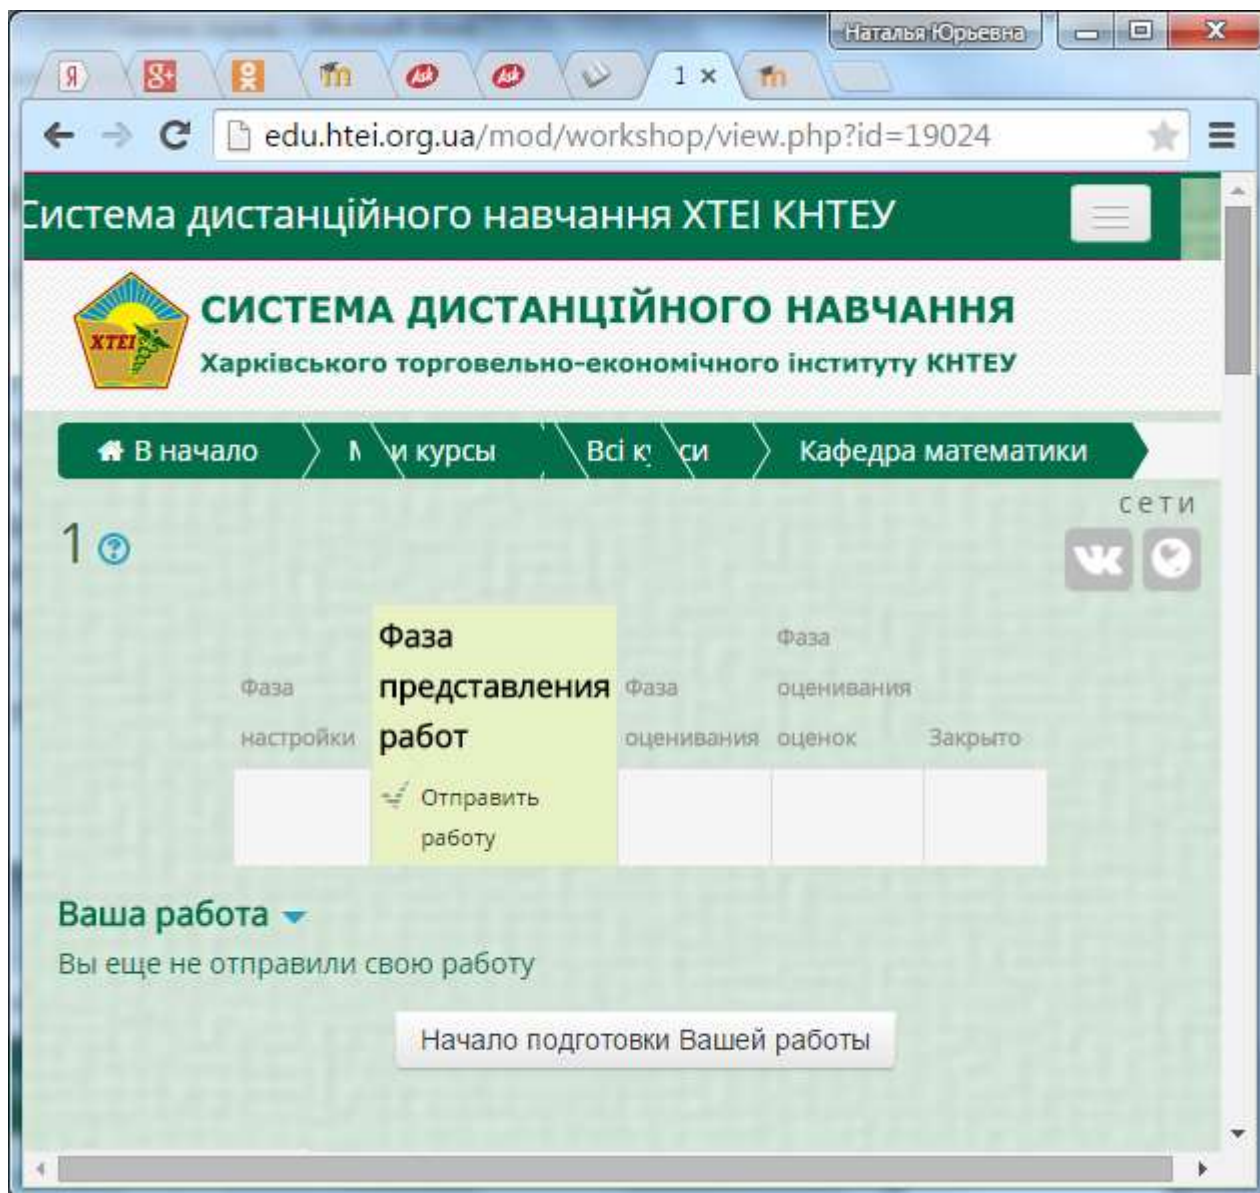 Наталья Юрьевна
1
edu.htei.org.ua/mod/workshop/view.php?id=19024
Система дистанційного навчання ХТЕІ КНТЕУ
ХТЕІ
СИСТЕМА ДИСТАНЦІЙНОГО НАВЧАННЯ
Харківського торговельно-економічного інституту КНТЕУ
В начало
и курсы
Кафедра математики
сети
1
Фаза настройки
Фаза представления работ
Фаза оценивания
Фаза оценивания оценок
Закрыто
Отправить
работу
Ваша работа
Вы еще не отправили свою работу
Начало подготовки Вашей работы